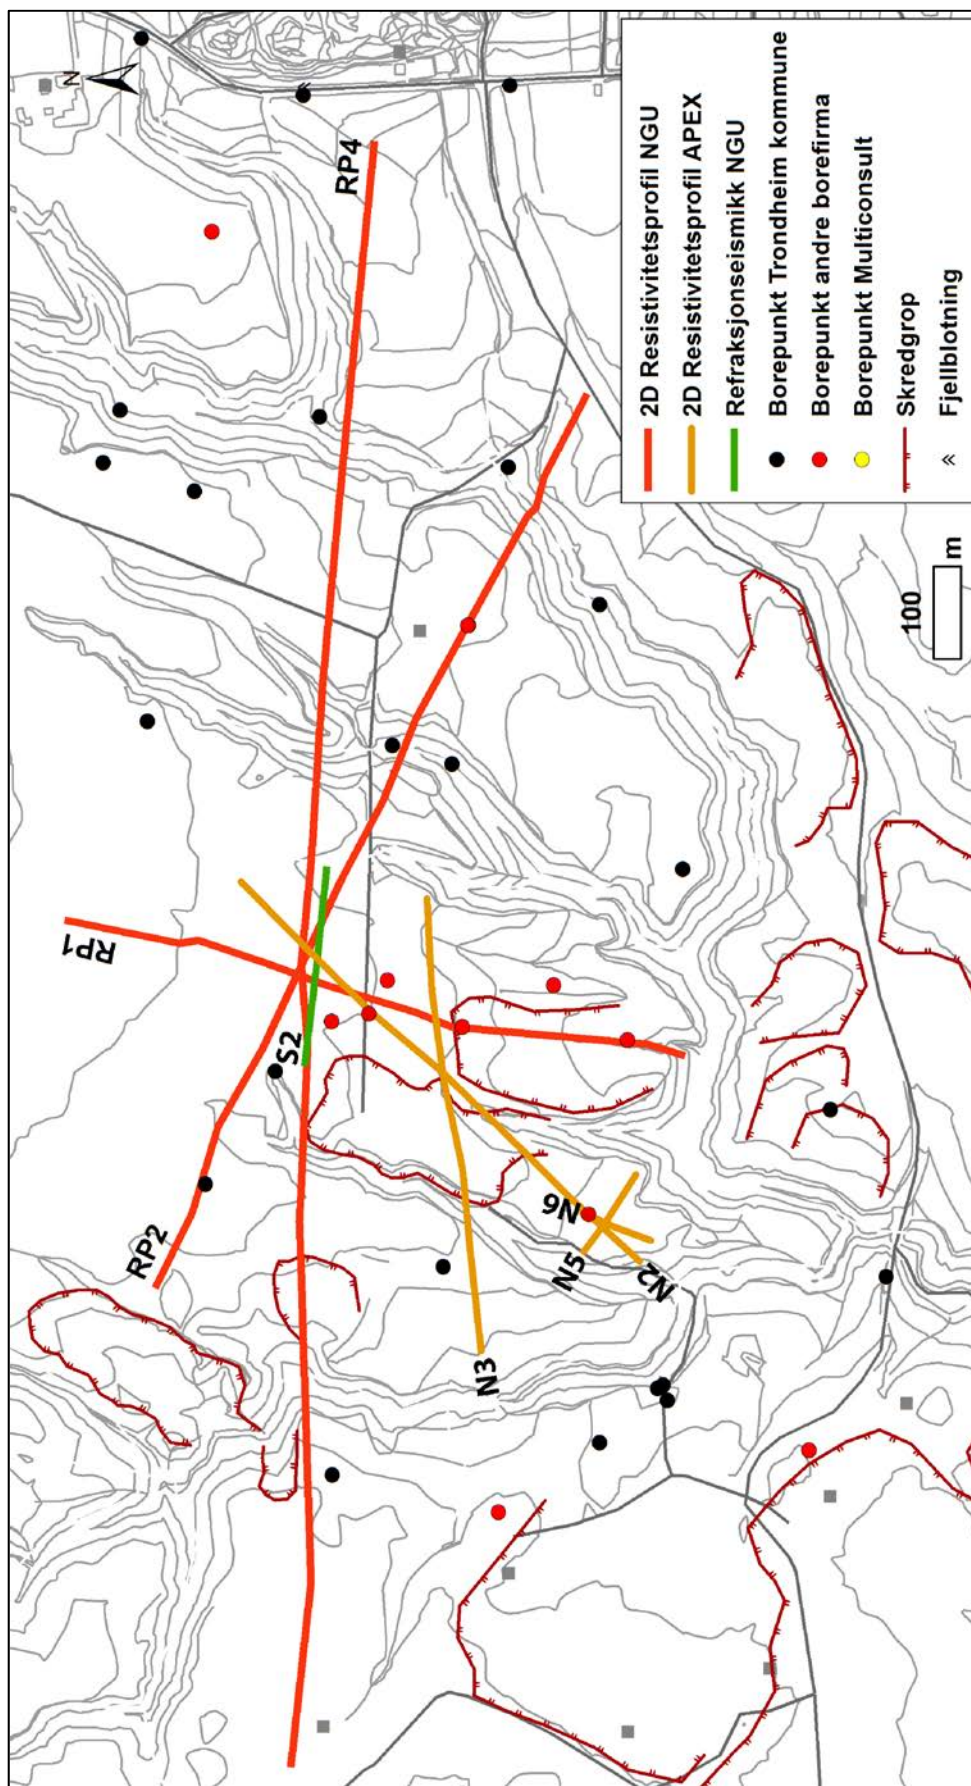 N
RP4
RP1
S2
RP2
N6
N5
N2
N3
2D Resistivitetsprofil NGU
2D Resistivitetsprofil APEX
Refraksjonseismikk NGU
Borepunkt Trondheim kommune
Borepunkt andre borefirma
Borepunkt Multiconsult
Skredgrop
Fjellblotning
100
m